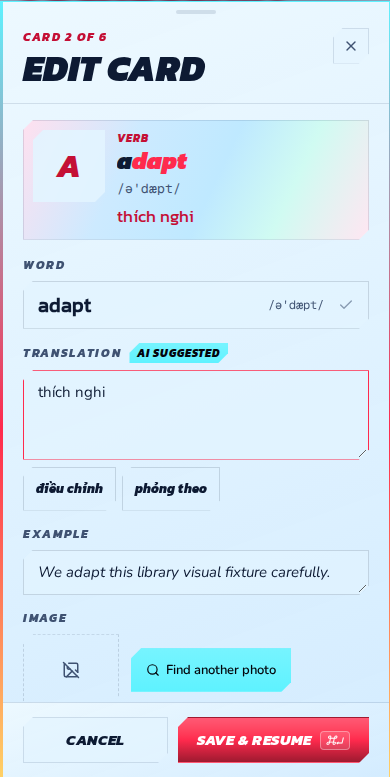 CARD 2 OF 6
EDIT CARD
A
VERB
adapt
/ə'dæpt/
thích nghi
WORD
adapt /ə'dæpt/
TRANSLATION AI SUGGESTED
thích nghi
điều chỉnh phỏng theo
EXAMPLE
We adapt this library visual fixture carefully.
IMAGE
Find another photo
CANCEL SAVE & RESUME ⌘↵